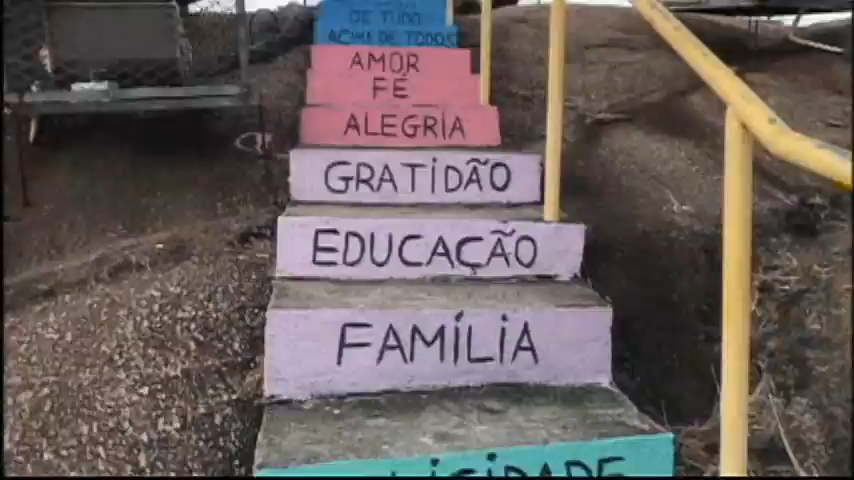 DE TUDO
ACIMA DE TODOS
AMOR
FÉ
ALEGRIA
GRATIDÃO
EDUCAÇÃO
FAMÍLIA